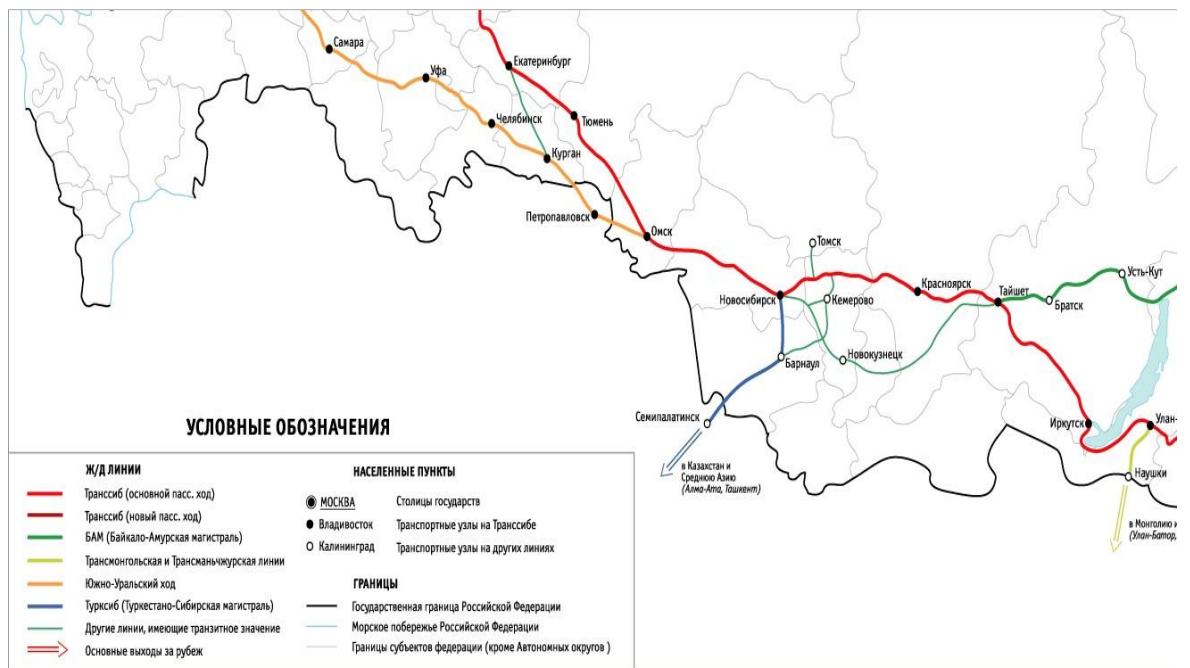 Самара
Екатеринбург
Уфа
Челябинск
Тюмень
Курган
Петропавловск
Омск
Томск
Новосибирск
Кемерово
Красноярск
Тайшет
Усть-Кут
Братск
Барнаул
Новокузнецк
Семипалатинск
Иркутск
Улан-
Наушки
в Казахстан и
Среднюю Азию
(Алма-Ата, Ташкент)
в Монголию и
(Улан-Батор,
УСЛОВНЫЕ ОБОЗНАЧЕНИЯ
Ж/Д ЛИНИИ
Транссиб (основной пасс. ход)
Транссиб (новый пасс. ход)
БАМ (Байкало-Амурская магистраль)
Трансмонгольская и Трансманьчжурская линии
Южно-Уральский ход
Турксиб (Туркестано-Сибирская магистраль)
Другие линии, имеющие транзитное значение
Основные выходы за рубеж
НАСЕЛЕННЫЕ ПУНКТЫ
МОСКВА Столицы государств
Владивосток Транспортные узлы на Транссибе
Калининград Транспортные узлы на других линиях
ГРАНИЦЫ
Государственная граница Российской Федерации
Морское побережье Российской Федерации
Границы субъектов федерации (кроме Автономных округов )